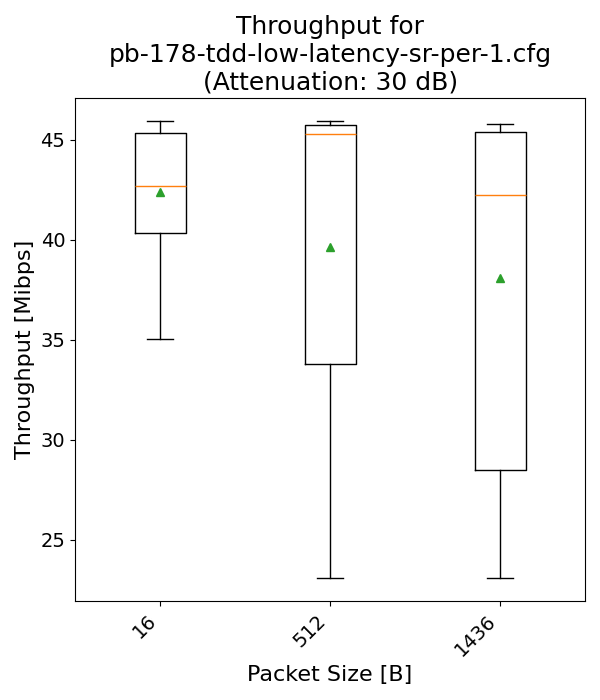 Throughput for
pb-178-tdd-low-latency-sr-per-1.cfg
(Attenuation: 30 dB)
Throughput [Mibps]
45
40
35
30
25
16
512
1436
Packet Size [B]